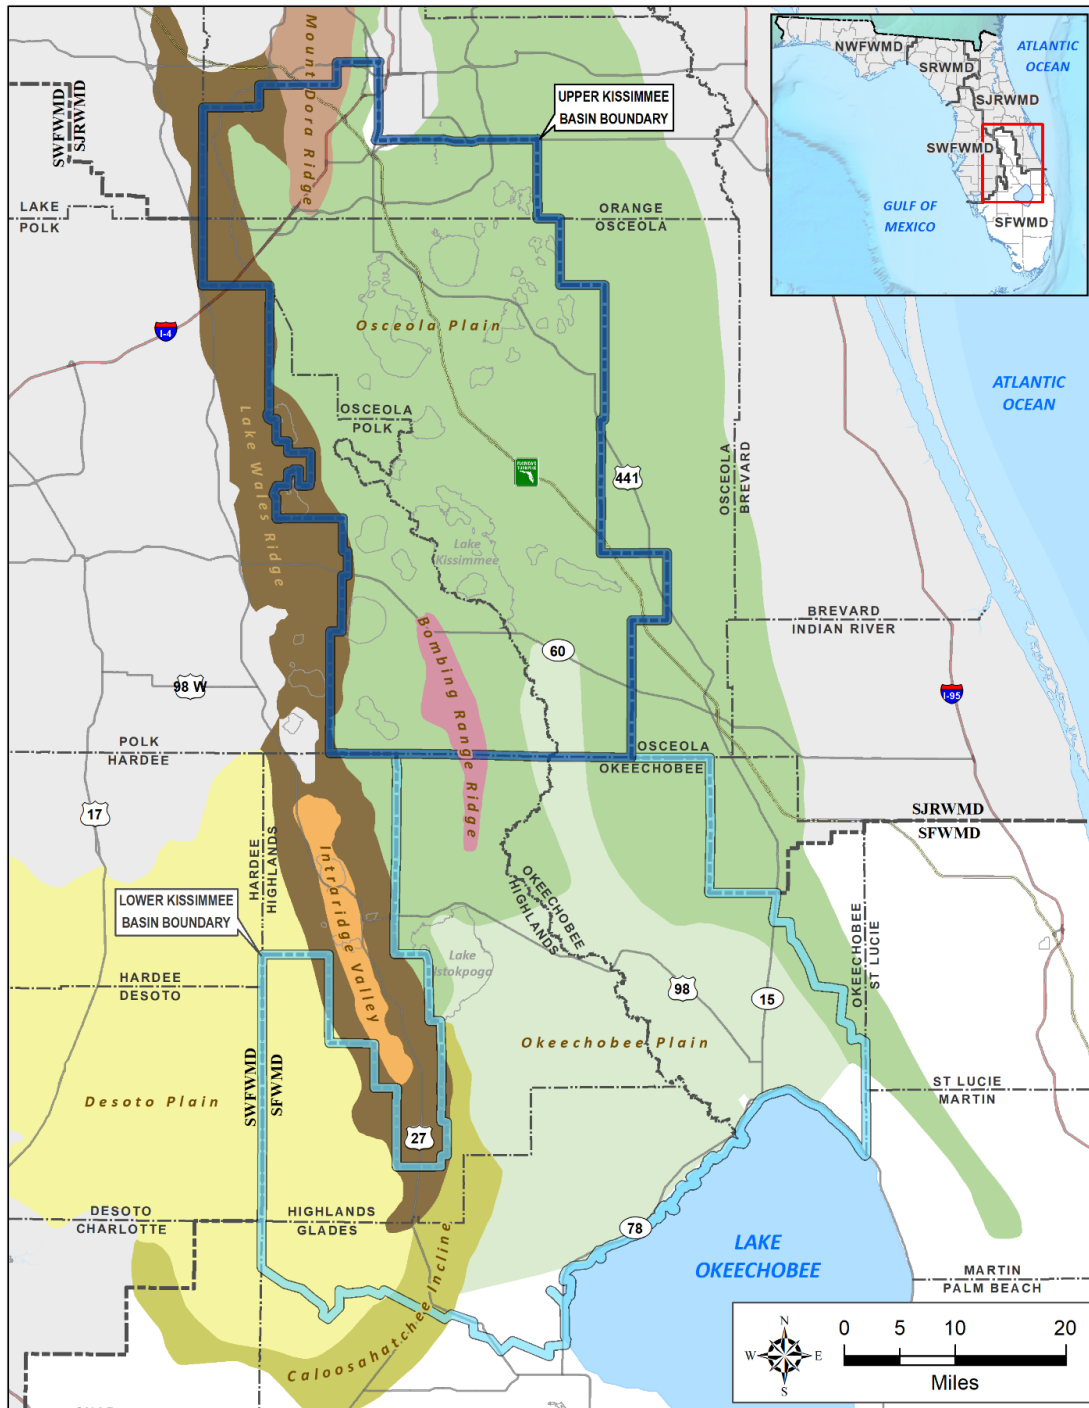 Mount Dora Ridge
UPPER KISSIMMEE
BASIN BOUNDARY
NWFWMD
SRWMD
ATLANTIC
OCEAN
SJRWMD
SWFWMD
GULF OF
MEXICO
SFWMD
SWFWMD
SJRWMD
LAKE
POLK
ORANGE
OSCEOLA
I-4
Osceola Plain
ATLANTIC
OCEAN
OSCEOLA
POLK
Lake Wales Ridge
441
OSCEOLA
BREVARD
Lake
Kissimmee
Bombing Range Ridge
BREVARD
INDIAN RIVER
60
98 W
I-95
POLK
HARDEE
OSCEOLA
OKEECHOBEE
17
SJRWMD
SFWMD
HARDEE
HIGHLANDS
Intraridge Valley
LOWER KISSIMMEE
BASIN BOUNDARY
OKEECHOBEE
HIGHLANDS
OKEECHOBEE
ST LUCIE
Lake
Istokpoga
HARDEE
DESOTO
98
15
Okeechobee Plain
SWFWMD
SFWMD
Desoto Plain
ST LUCIE
MARTIN
27
DESOTO
CHARLOTTE
HIGHLANDS
GLADES
78
LAKE
OKEECHOBEE
Caloosahatchee Incline
MARTIN
PALM BEACH
N
W
E
S
0 5 10 20
Miles